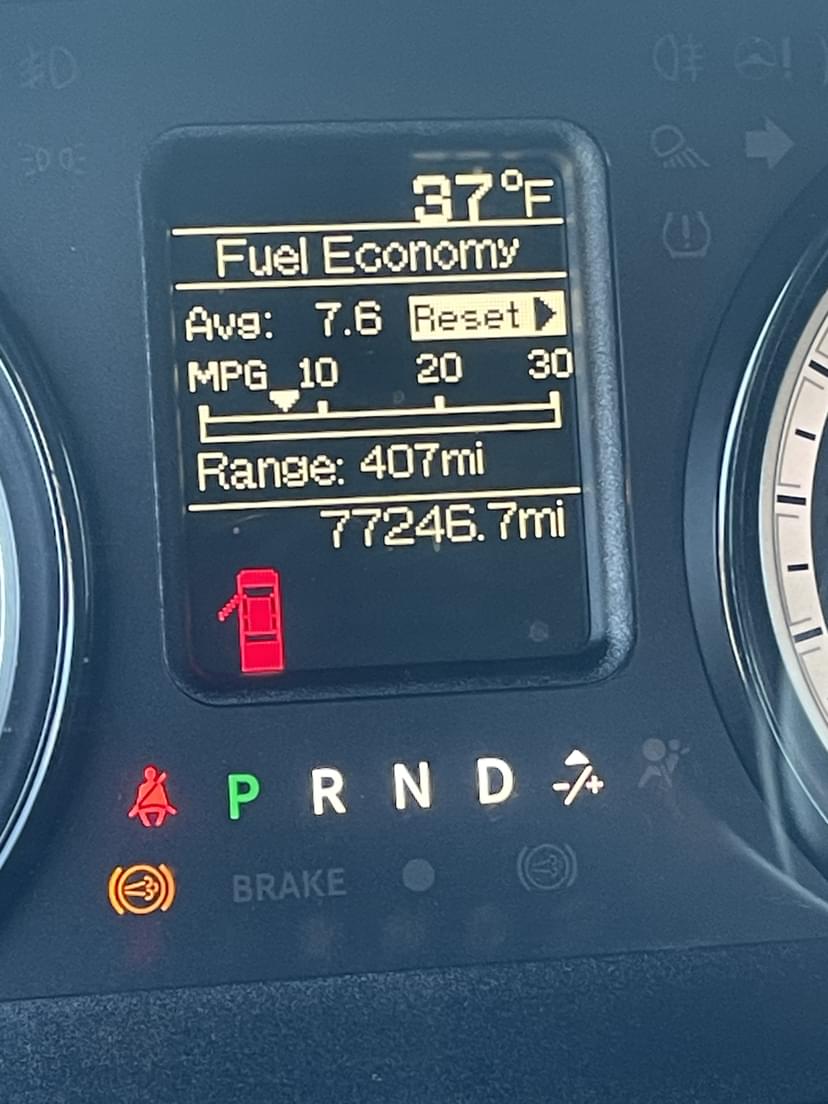 37°F
Fuel Economy
Avg: 7.6 Reset
MPG 10 20 30
Range: 407mi
77246.7mi
P R N D -/+
BRAKE